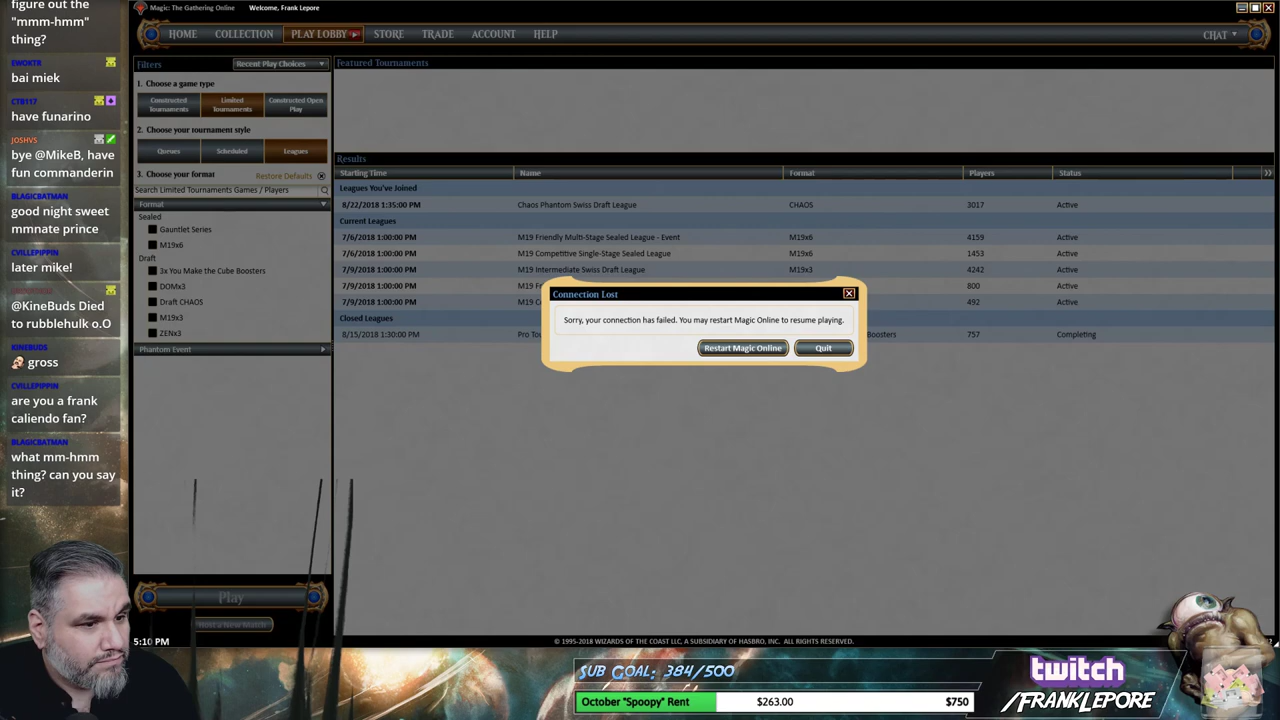 figure out the
"mmm-hmm"
thing?
EWOKTR
bai miek
CTB117
have funarino
JOSHVS
bye @MikeB, have
fun commanderin
BLAGICBATMAN
good night sweet
mmnate prince
CVILLEPIPPIN
later mike!
@KineBuds Died
to rubblehulk o.O
KINEBUDS
gross
CVILLEPIPPIN
are you a frank
caliendo fan?
BLAGICBATMAN
what mm-hmm
thing? can you say
it?
5:10 PM
Magic: The Gathering Online Welcome, Frank Lepore
HOME COLLECTION PLAY LOBBY STORE TRADE ACCOUNT HELP CHAT
Filters Recent Play Choices
1. Choose a game type
Constructed Tournaments Limited Tournaments Constructed Open Play
2. Choose your tournament style
Queues Scheduled Leagues
3. Choose your format Restore Defaults
Search Limited Tournaments Games / Players
Format
Sealed
Gauntlet Series
M19x6
Draft
3x You Make the Cube Boosters
DOMx3
Draft CHAOS
M19x3
ZENx3
Phantom Event
Play
Host a New Match
Featured Tournaments
Results
Starting Time Name Format Players Status
Leagues You've Joined
8/22/2018 1:35:00 PM Chaos Phantom Swiss Draft League CHAOS 3017 Active
Current Leagues
7/6/2018 1:00:00 PM M19 Friendly Multi-Stage Sealed League - Event M19x6 4159 Active
7/6/2018 1:00:00 PM M19 Competitive Single-Stage Sealed League M19x6 1453 Active
7/9/2018 1:00:00 PM M19 Intermediate Swiss Draft League M19x3 4242 Active
7/9/2018 1:00:00 PM M19 800 Active
7/9/2018 1:00:00 PM M19 492 Active
Closed Leagues
8/15/2018 1:30:00 PM Pro Boosters 757 Completing
Connection Lost
Sorry, your connection has failed. You may restart Magic Online to resume playing.
Restart Magic Online Quit
© 1995-2018 WIZARDS OF THE COAST LLC, A SUBSIDIARY OF HASBRO, INC. ALL RIGHTS RESERVED.
SUB GOAL: 384/500
October "Spoopy" Rent $263.00 $750
twitch
/FRANKLEPORE